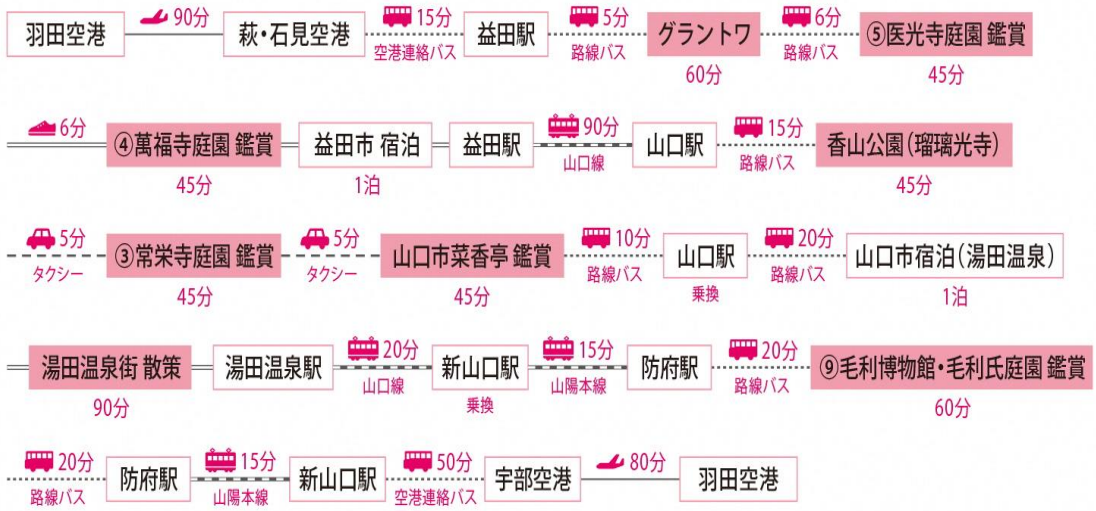 羽田空港 90分 萩・石見空港 15分 空港連絡バス 益田駅 5分 路線バス グラントワ 60分 6分 路線バス ⑤医光寺庭園 鑑賞 45分
6分 ④萬福寺庭園 鑑賞 45分 益田市 宿泊 1泊 益田駅 90分 山口線 山口駅 15分 路線バス 香山公園（瑠璃光寺） 45分
5分 タクシー ③常栄寺庭園 鑑賞 45分 5分 タクシー 山口市菜香亭 鑑賞 45分 10分 路線バス 山口駅 乗換 20分 路線バス 山口市宿泊（湯田温泉） 1泊
湯田温泉街 散策 90分 湯田温泉駅 20分 山口線 新山口駅 乗換 15分 山陽本線 防府駅 20分 路線バス ⑨毛利博物館・毛利氏庭園 鑑賞 60分
20分 路線バス 防府駅 15分 山陽本線 新山口駅 50分 空港連絡バス 宇部空港 80分 羽田空港